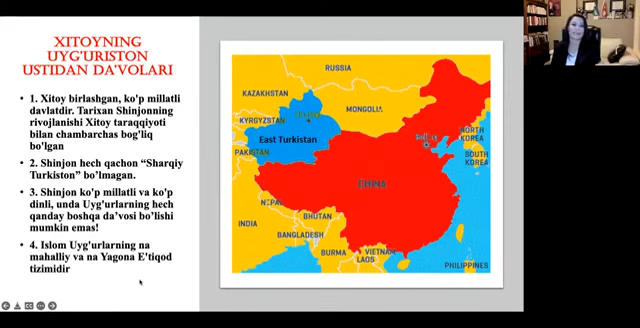 XITOYNING
UYG'URISTON
USTIDAN DA'VOLARI
• 1. Xitoy birlashgan, ko'p millatli
davlatdir. Tarixan Shinjonning
rivojlanishi Xitoy taraqqiyoti
bilan chambarchas bog'liq
bo'lgan
• 2. Shinjon hech qachon “Sharqiy
Turkiston” bo'lmagan.
• 3. Shinjon ko'p millatli va ko'p
dinli, unda Uyg'urlarning hech
qanday boshqa da'vosi bo'lishi
mumkin emas!
• 4. Islom Uyg'urlarning na
mahalliy va na Yagona E'tiqod
tizimidir
RUSSIA
KAZAKHSTAN
MONGOLIA
KYRGYZSTAN
East Turkistan
NORTH
KOREA
PAKISTAN
SOUTH
KOREA
CHINA
NEPAL
BHUTAN
INDIA
BANGLADESH
BURMA
VIETNAM
LAOS
PHILIPPINES